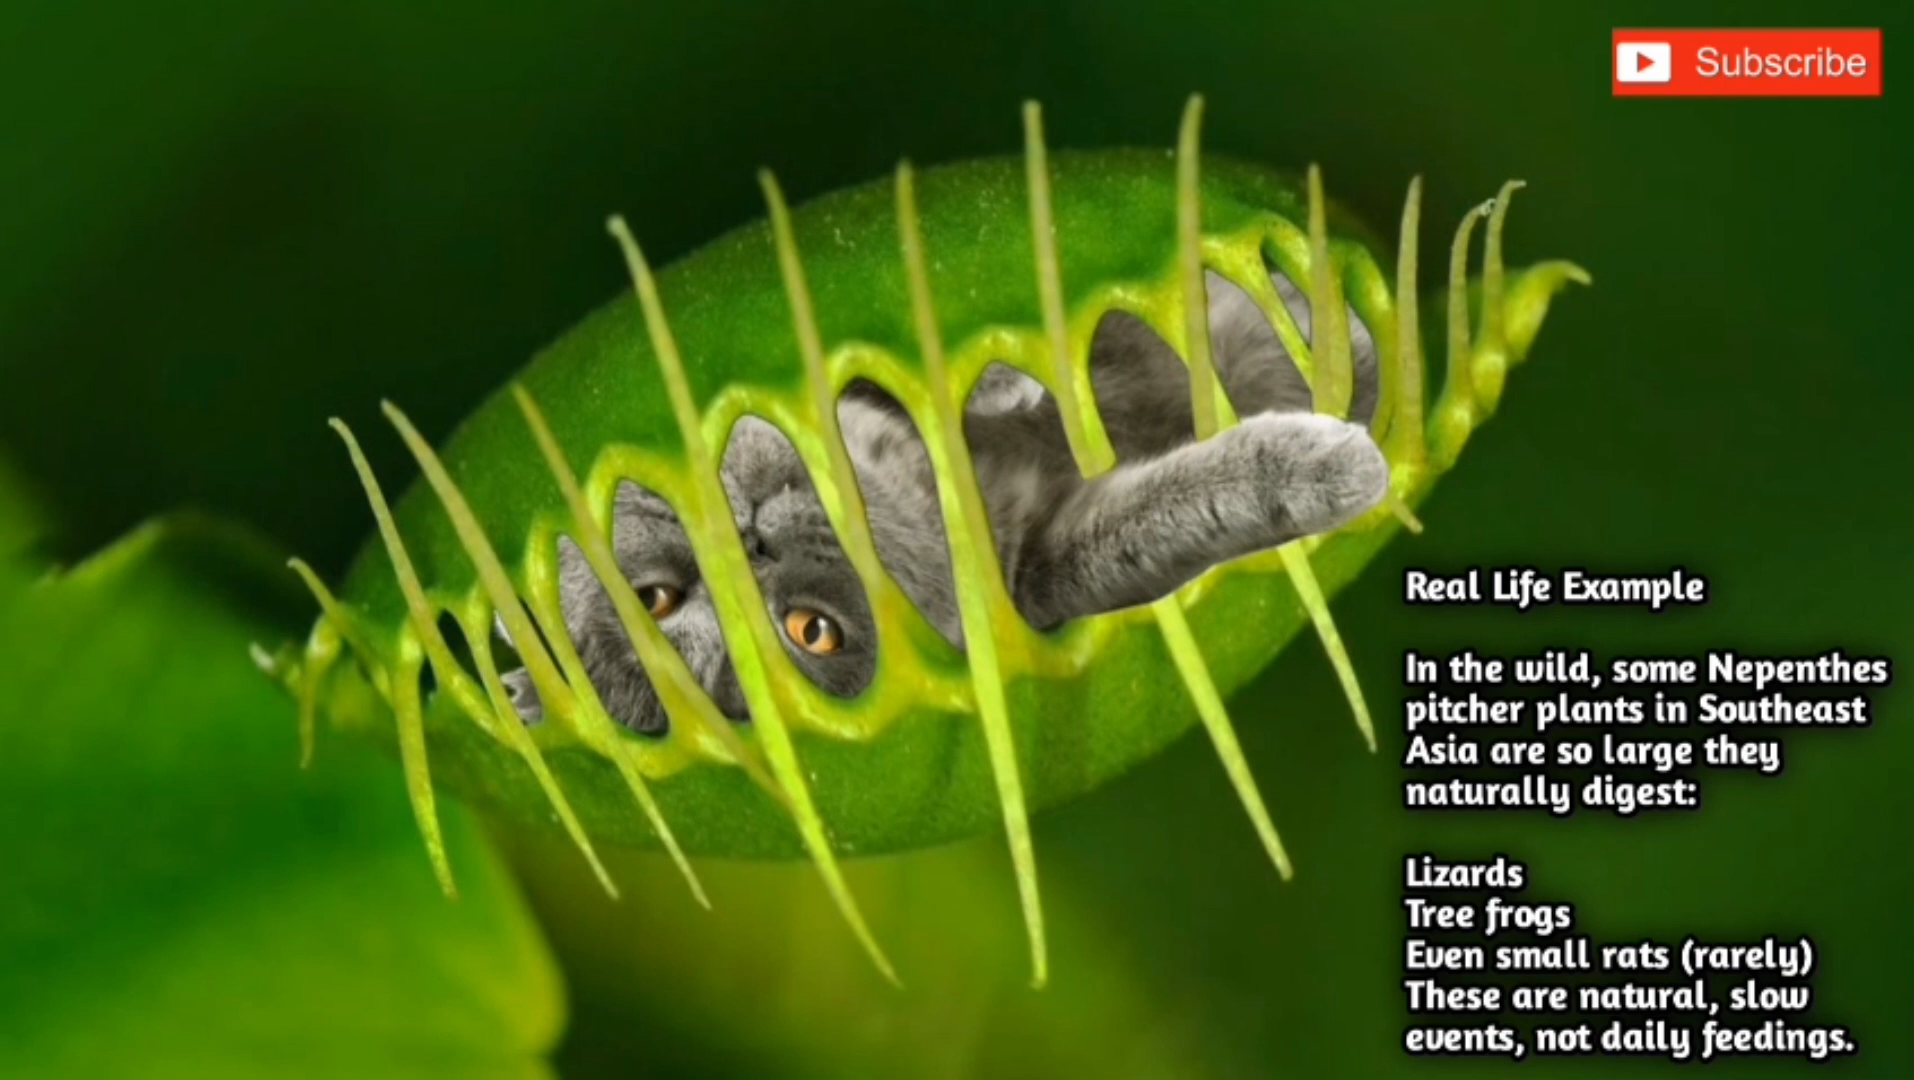 Subscribe
Real Life Example
In the wild, some Nepenthes
pitcher plants in Southeast
Asia are so large they
naturally digest:
Lizards
Tree frogs
Even small rats (rarely)
These are natural, slow
events, not daily feedings.